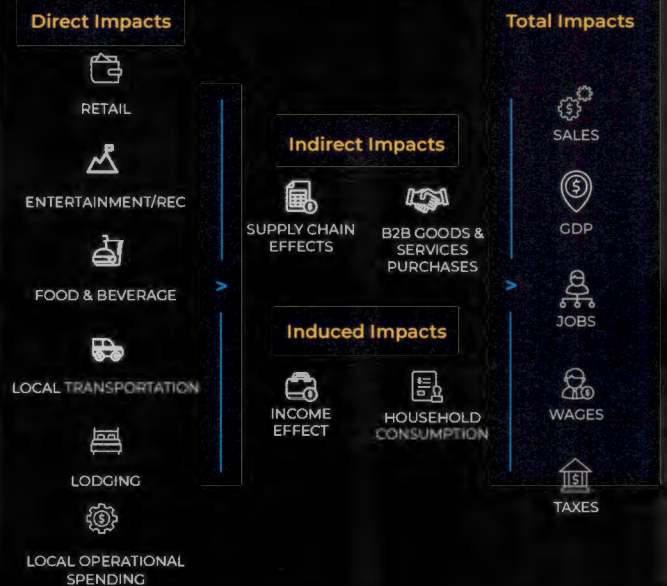 Direct Impacts
RETAIL
ENTERTAINMENT/REC
FOOD & BEVERAGE
LOCAL TRANSPORTATION
LODGING
LOCAL OPERATIONAL
SPENDING
Indirect Impacts
SUPPLY CHAIN
EFFECTS
B2B GOODS &
SERVICES
PURCHASES
Induced Impacts
INCOME
EFFECT
HOUSEHOLD
CONSUMPTION
Total Impacts
SALES
GDP
JOBS
WAGES
TAXES